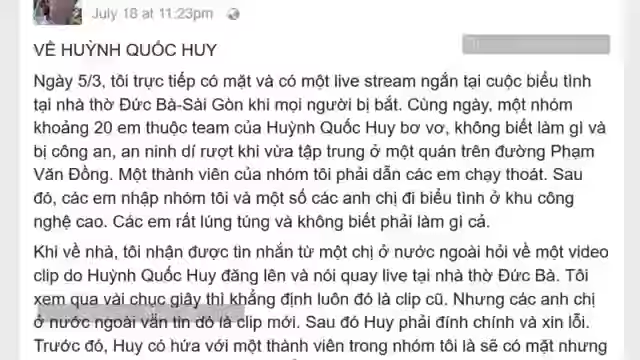 July 18 at 11:23pm
VỀ HUỲNH QUỐC HUY
Ngày 5/3, tôi trực tiếp có mặt và có một live stream ngắn tại cuộc biểu tình
tại nhà thờ Đức Bà-Sài Gòn khi mọi người bị bắt. Cùng ngày, một nhóm
khoảng 20 em thuộc team của Huỳnh Quốc Huy bơ vơ, không biết làm gì và
bị công an, an ninh dí rượt khi vừa tập trung ở một quán trên đường Phạm
Văn Đồng. Một thành viên của nhóm tôi phải dẫn các em chạy thoát. Sau
đó, các em nhập nhóm tôi và một số các anh chị đi biểu tình ở khu công
nghệ cao. Các em rất lúng túng và không biết phải làm gì cả.
Khi về nhà, tôi nhận được tin nhắn từ một chị ở nước ngoài hỏi về một video
clip do Huỳnh Quốc Huy đăng lên và nói quay live tại nhà thờ Đức Bà. Tôi
xem qua vài chục giây thì khẳng định luôn đó là clip cũ. Nhưng các anh chị
ở nước ngoài vẫn tin đó là clip mới. Sau đó Huy phải đính chính và xin lỗi.
Trước đó, Huy có hứa với một thành viên trong nhóm tôi là sẽ có mặt nhưng